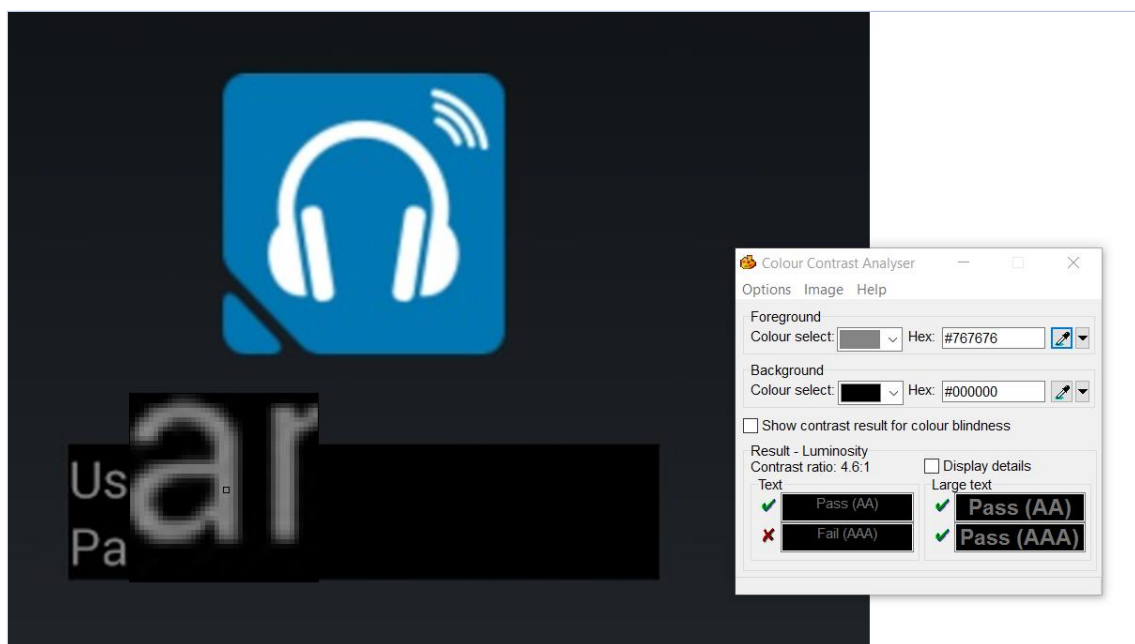 Us
ar
Pa
Colour Contrast Analyser
Options Image Help
Foreground
Colour select: Hex: #767676
Background
Colour select: Hex: #000000
Show contrast result for colour blindness
Result - Luminosity
Contrast ratio: 4.6:1 Display details
Text Large text
Pass (AA) Pass (AA)
Fail (AAA) Pass (AAA)